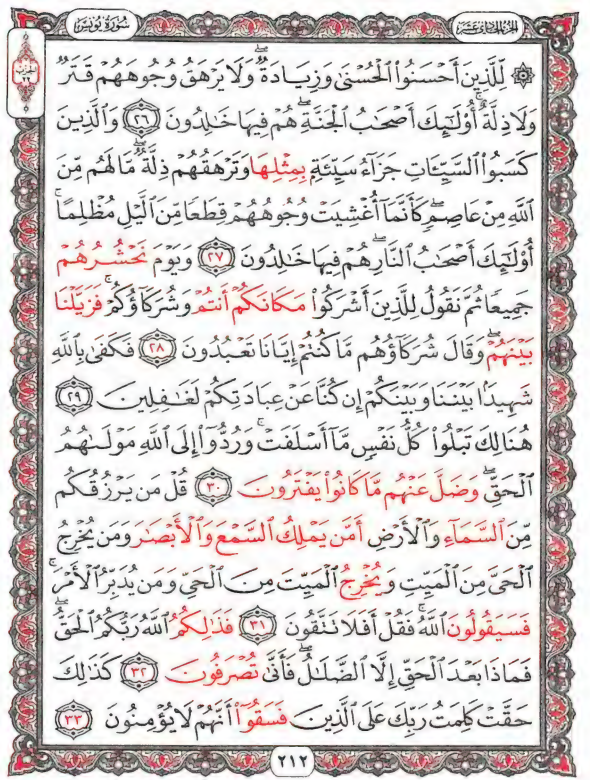 الجزء الحادي عشر
سورة يونس
۞ لِّلَّذِينَ أَحۡسَنُواْ ٱلۡحُسۡنَىٰ وَزِيَادَةٞۖ وَلَا يَرۡهَقُ وُجُوهَهُمۡ قَتَرٞ
وَلَا ذِلَّةٌۚ أُوْلَٰٓئِكَ أَصۡحَٰبُ ٱلۡجَنَّةِۖ هُمۡ فِيهَا خَٰلِدُونَ ٢٦ وَٱلَّذِينَ
كَسَبُواْ ٱلسَّيِّـَٔاتِ جَزَآءُ سَيِّئَةِۭ بِمِثۡلِهَا وَتَرۡهَقُهُمۡ ذِلَّةٞۖ مَّا لَهُم مِّنَ
ٱللَّهِ مِنۡ عَاصِمٖۖ كَأَنَّمَآ أُغۡشِيَتۡ وُجُوهُهُمۡ قِطَعٗا مِّنَ ٱلَّيۡلِ مُظۡلِمًاۚ
أُوْلَٰٓئِكَ أَصۡحَٰبُ ٱلنَّارِۖ هُمۡ فِيهَا خَٰلِدُونَ ٢٧ وَيَوۡمَ نَحۡشُرُهُمۡ
جَمِيعٗا ثُمَّ نَقُولُ لِلَّذِينَ أَشۡرَكُواْ مَكَانَكُمۡ أَنتُمۡ وَشُرَكَآؤُكُمۡۚ فَزَيَّلۡنَا
بَيۡنَهُمۡۖ وَقَالَ شُرَكَآؤُهُم مَّا كُنتُمۡ إِيَّانَا تَعۡبُدُونَ ٢٨ فَكَفَىٰ بِٱللَّهِ
شَهِيدَۢا بَيۡنَنَا وَبَيۡنَكُمۡ إِن كُنَّا عَنۡ عِبَادَتِكُمۡ لَغَٰفِلِينَ ٢٩
هُنَالِكَ تَبۡلُواْ كُلُّ نَفۡسٖ مَّآ أَسۡلَفَتۡۚ وَرُدُّوٓاْ إِلَى ٱللَّهِ مَوۡلَىٰهُمُ
ٱلۡحَقِّۖ وَضَلَّ عَنۡهُم مَّا كَانُواْ يَفۡتَرُونَ ٣٠ قُلۡ مَن يَرۡزُقُكُم
مِّنَ ٱلسَّمَآءِ وَٱلۡأَرۡضِ أَمَّن يَمۡلِكُ ٱلسَّمۡعَ وَٱلۡأَبۡصَٰرَ وَمَن يُخۡرِجُ
ٱلۡحَيَّ مِنَ ٱلۡمَيِّتِ وَيُخۡرِجُ ٱلۡمَيِّتَ مِنَ ٱلۡحَيِّ وَمَن يُدَبِّرُ ٱلۡأَمۡرَۚ
فَسَيَقُولُونَ ٱللَّهُۚ فَقُلۡ أَفَلَا تَتَّقُونَ ٣١ فَذَٰلِكُمُ ٱللَّهُ رَبُّكُمُ ٱلۡحَقُّۖ
فَمَاذَا بَعۡدَ ٱلۡحَقِّ إِلَّا ٱلضَّلَٰلُۖ فَأَنَّىٰ تُصۡرَفُونَ ٣٢ كَذَٰلِكَ
حَقَّتۡ كَلِمَتُ رَبِّكَ عَلَى ٱلَّذِينَ فَسَقُوٓاْ أَنَّهُمۡ لَا يُؤۡمِنُونَ ٣٣
٢١٢